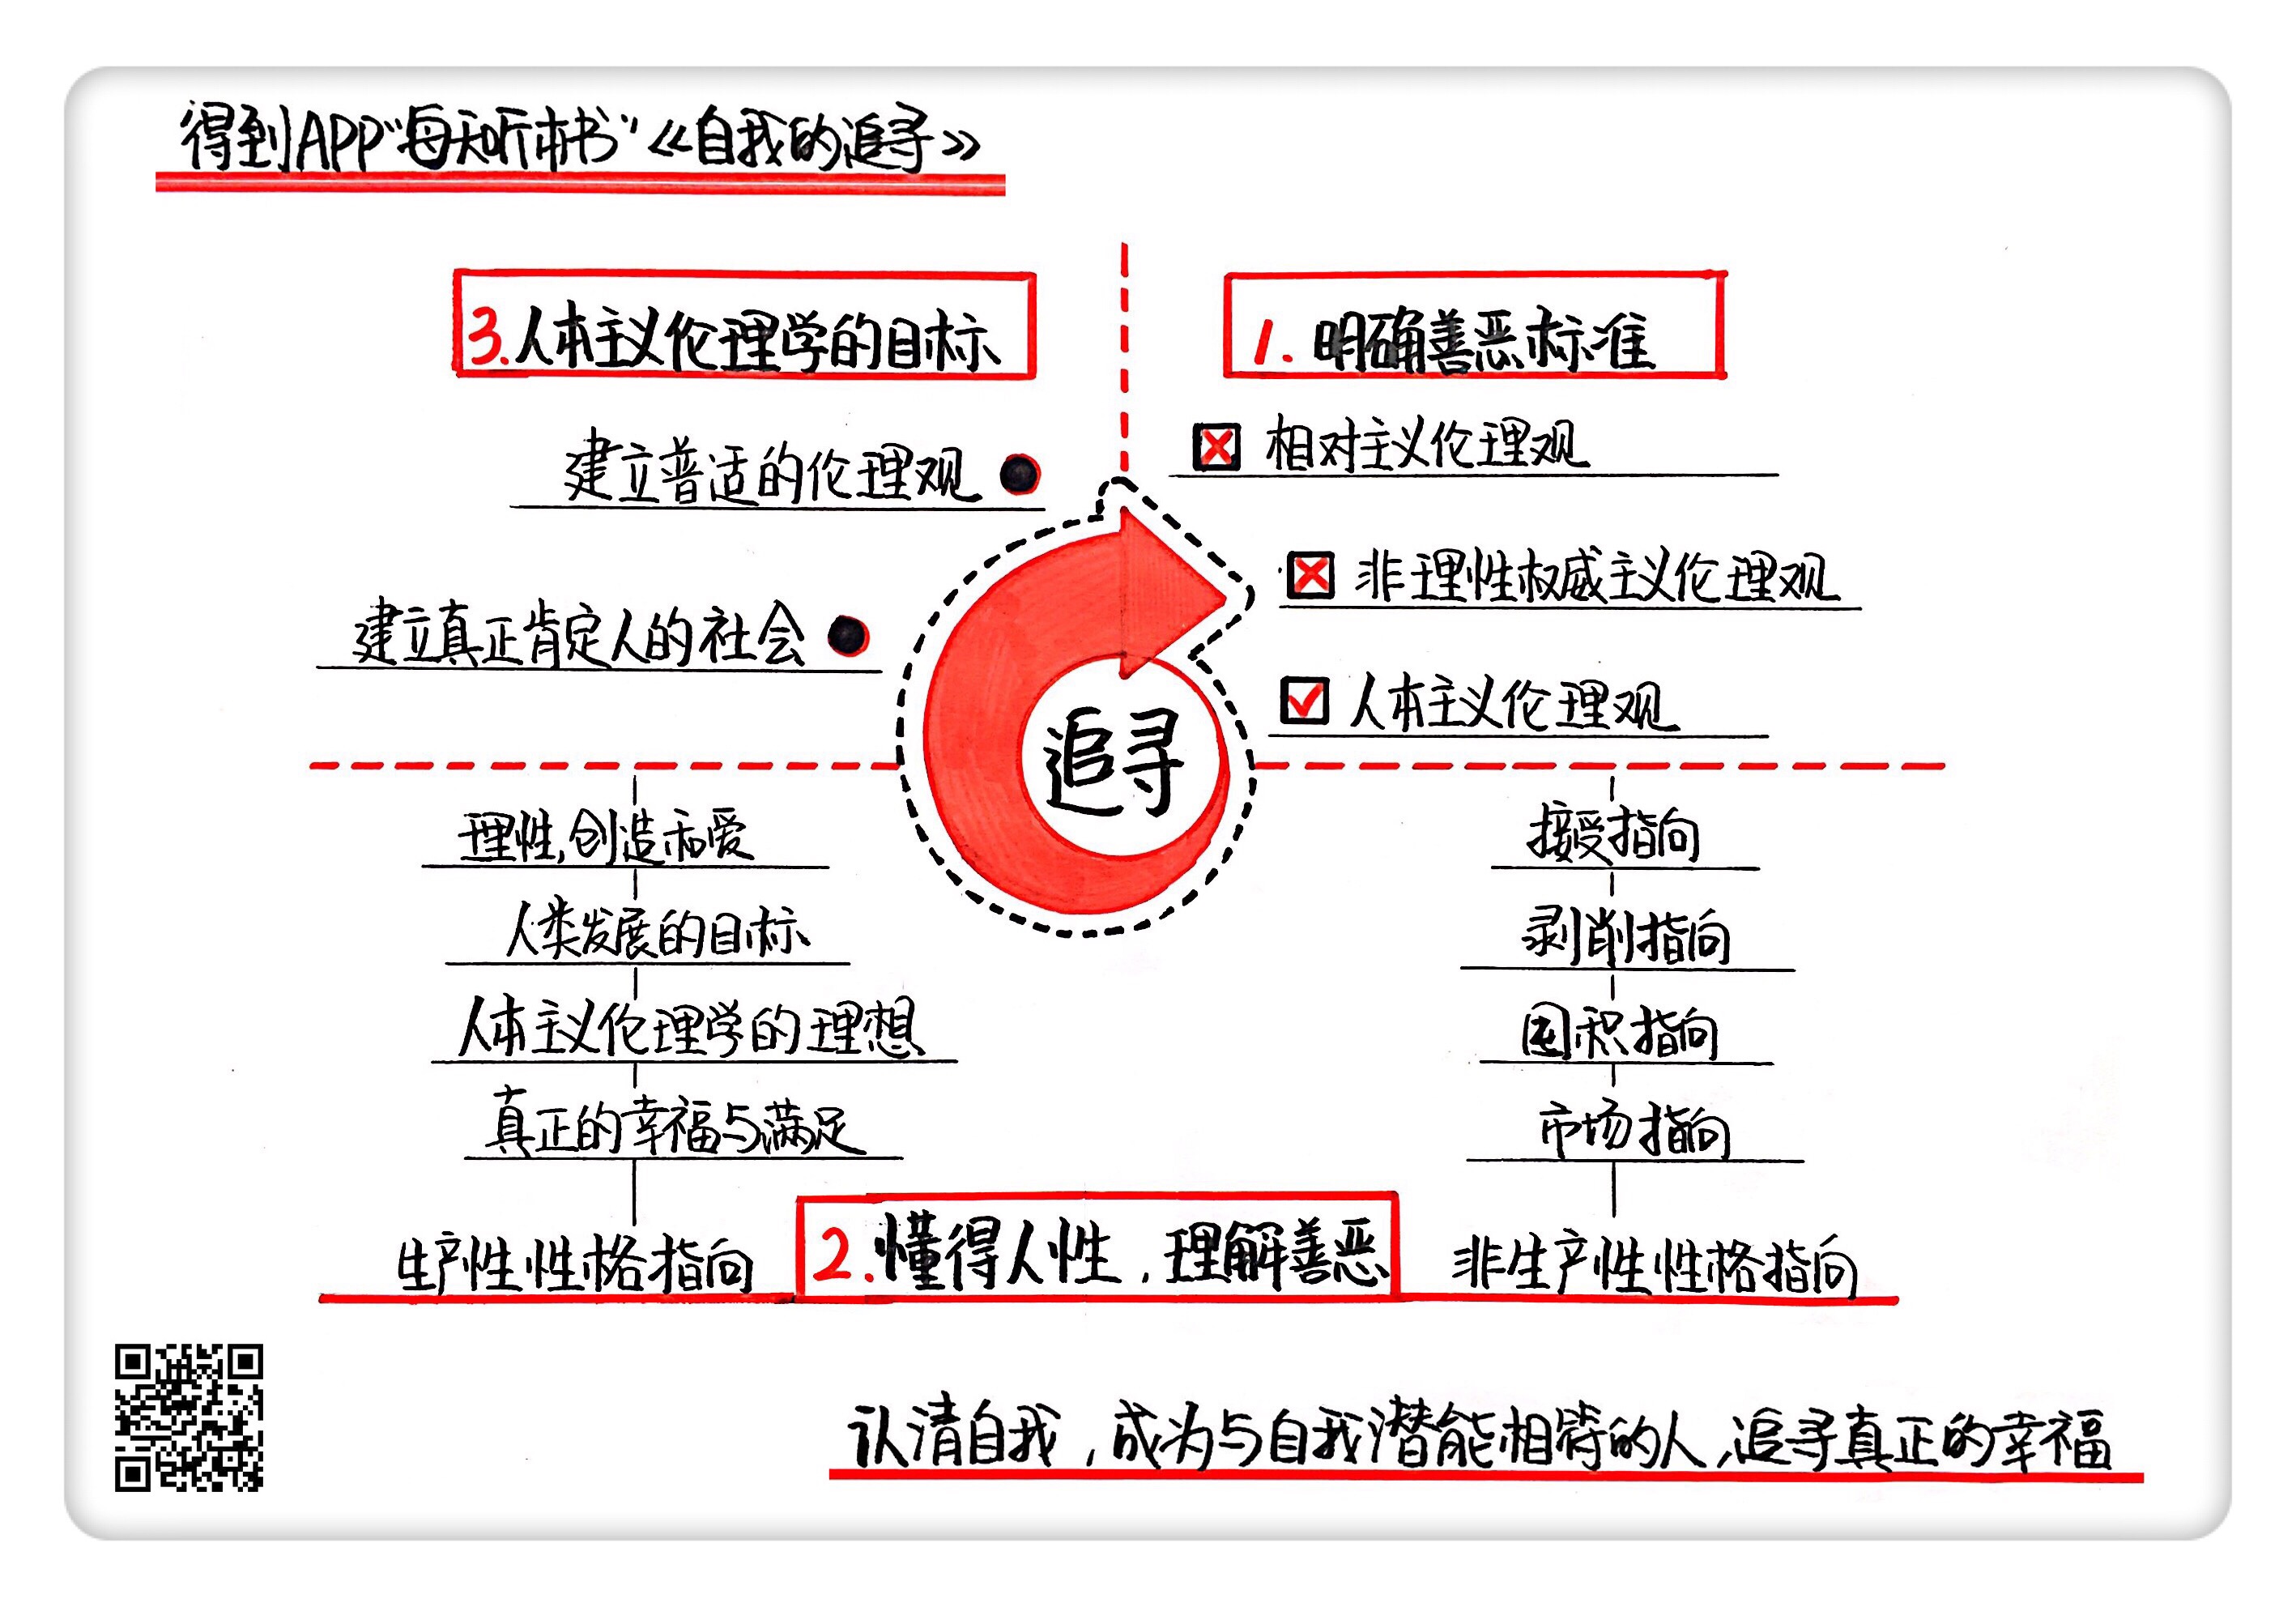 得到APP“每天听本书”《自我的追寻》
1. 明确善恶标准
相对主义伦理观
非理性权威主义伦理观
人本主义伦理观
追寻
接受指向
剥削指向
囤积指向
市场指向
非生产性性格指向
2. 懂得人性，理解善恶
理性,创造和爱
人类发展的目标
人本主义伦理学的理想
真正的幸福与满足
生产性性格指向
3. 人本主义伦理学的目标
建立普适的伦理观
建立真正肯定人的社会
认清自我，成为与自我潜能相符的人，追寻真正的幸福